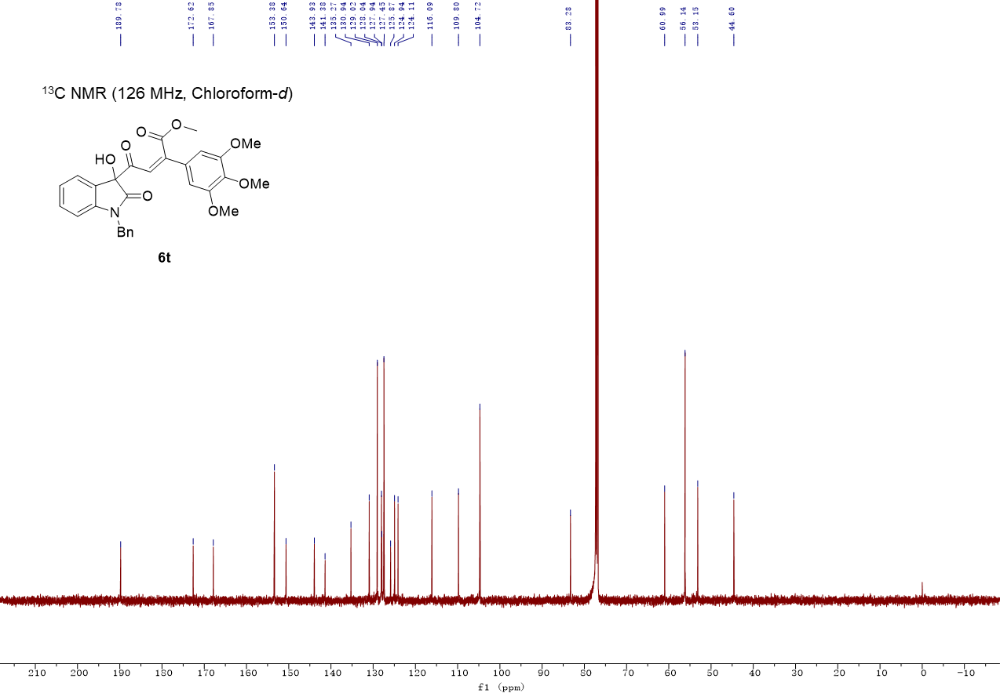 189.78
172.62
167.85
153.38
150.64
143.93
141.38
135.27
130.94
129.02
128.04
127.94
127.45
125.87
124.94
124.11
116.09
109.80
104.72
83.28
60.99
56.14
53.15
44.60
13C NMR (126 MHz, Chloroform-d)
O
O
O
OMe
HO
OMe
O
OMe
N
Bn
6t
210 200 190 180 170 160 150 140 130 120 110 100 90 80 70 60 50 40 30 20 10 0 -10
f1 (ppm)